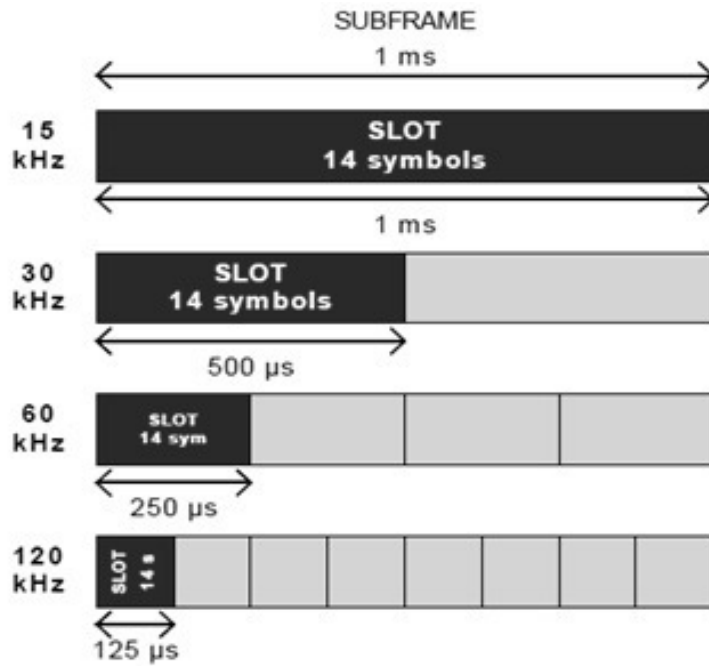 SUBFRAME
1 ms
15
kHz
SLOT
14 symbols
1 ms
30
kHz
SLOT
14 symbols
500 µs
60
kHz
SLOT
14 sym
250 µs
120
kHz
SLOT
14 s
125 µs